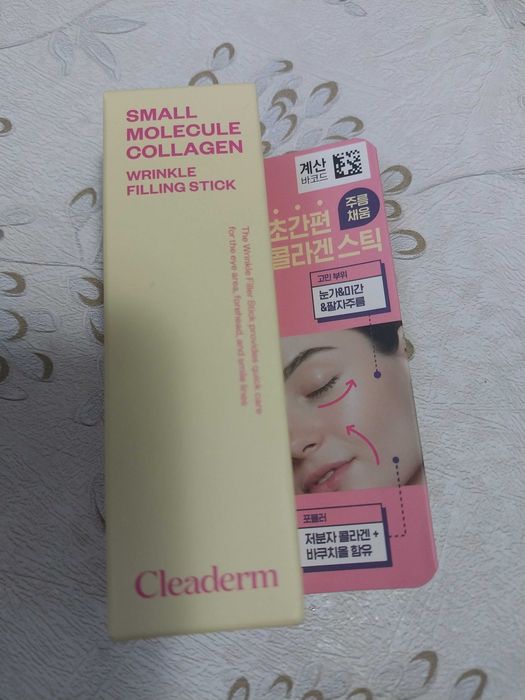 SMALL
MOLECULE
COLLAGEN
WRINKLE
FILLING STICK
The Wrinkle Filler Stick provides quick care
for the eye area, forehead, and smile lines
Cleaderm
계산
바코드
주름
채움
초간편
콜라겐 스틱
고민 부위
눈가&미간
&팔자주름
포뮬러
저분자 콜라겐 +
바쿠치올 함유